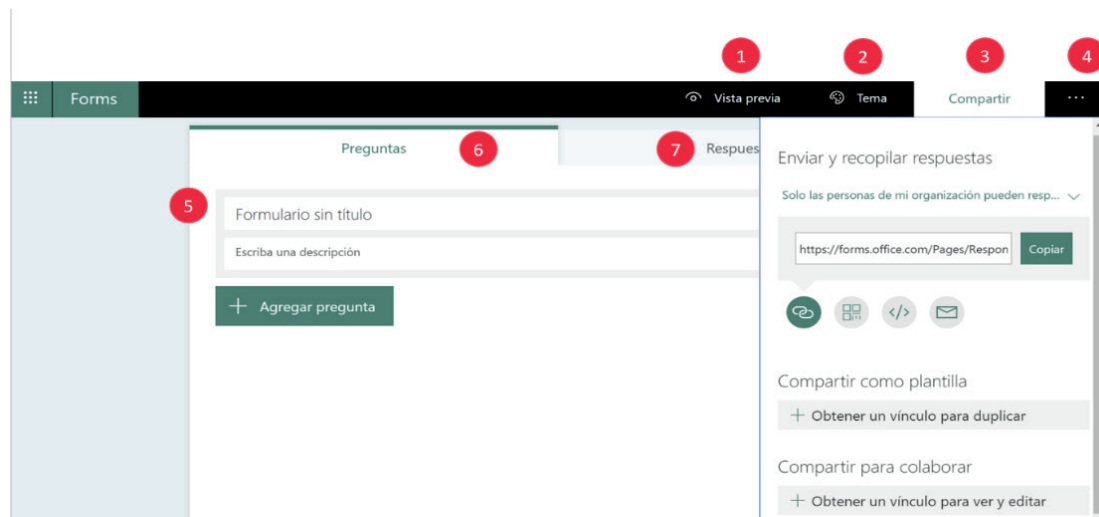 1 2 3 4
Forms Vista previa Tema Compartir ...
Preguntas 6 7 Respues
Enviar y recopilar respuestas
5 Solo las personas de mi organización pueden resp...
Formulario sin título
Escriba una descripción
https://forms.office.com/Pages/Respon Copiar
+ Agregar pregunta
</>
Compartir como plantilla
+ Obtener un vínculo para duplicar
Compartir para colaborar
+ Obtener un vínculo para ver y editar